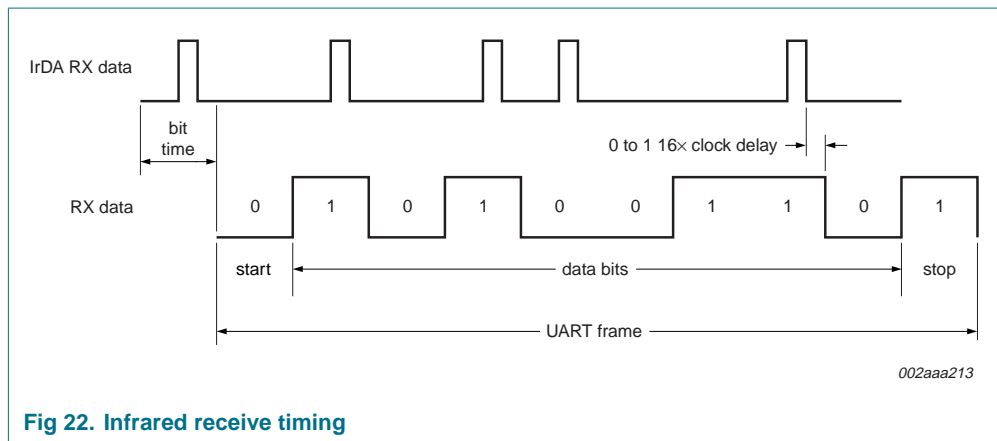 IrDA RX data
bit
time
0 to 1 16× clock delay
RX data
0 1 0 1 0 0 1 1 0 1
start data bits stop
UART frame
002aaa213
Fig 22. Infrared receive timing